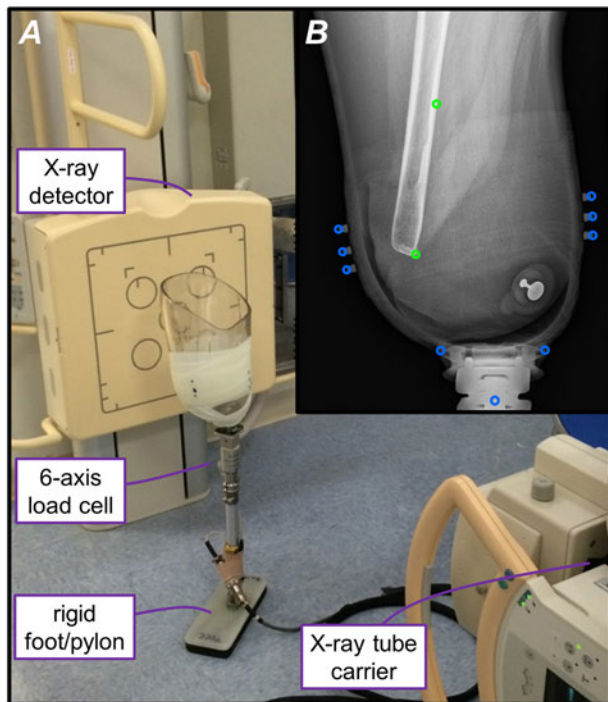 A
B
X-ray
detector
6-axis
load cell
rigid
foot/pylon
X-ray tube
carrier